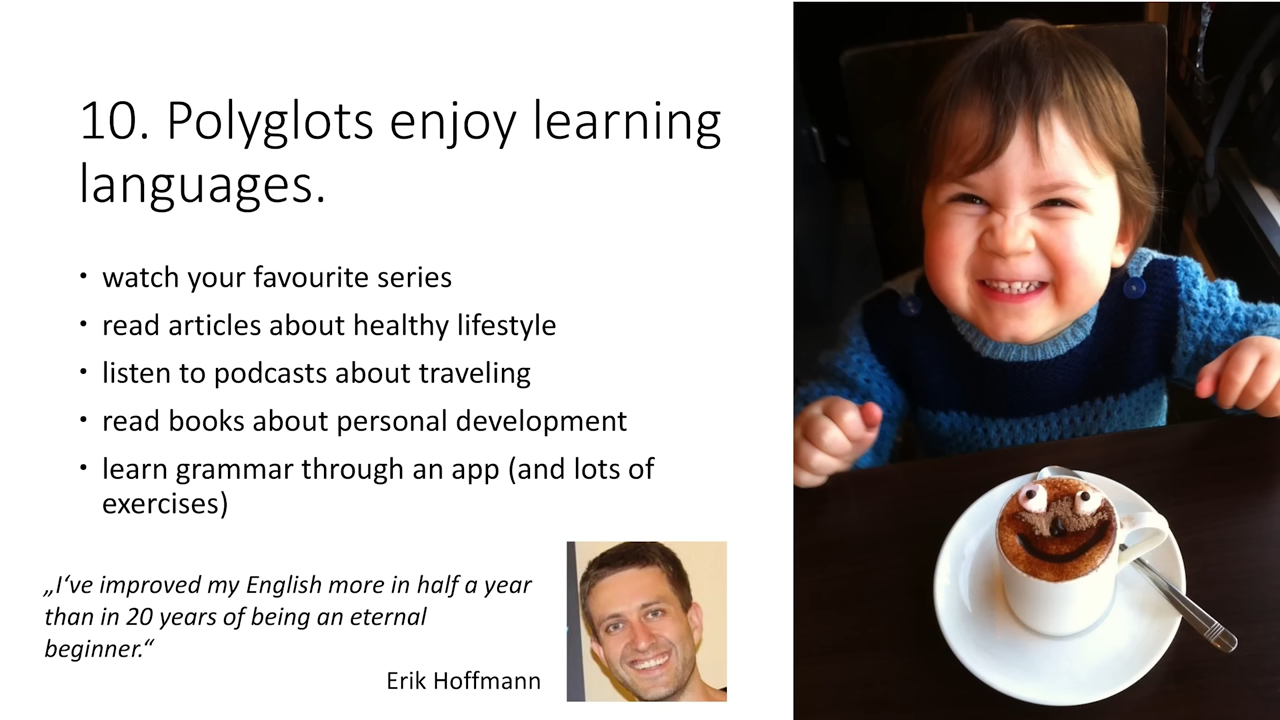 10. Polyglots enjoy learning
languages.
• watch your favourite series
• read articles about healthy lifestyle
• listen to podcasts about traveling
• read books about personal development
• learn grammar through an app (and lots of
exercises)
„I‘ve improved my English more in half a year
than in 20 years of being an eternal
beginner.“
Erik Hoffmann